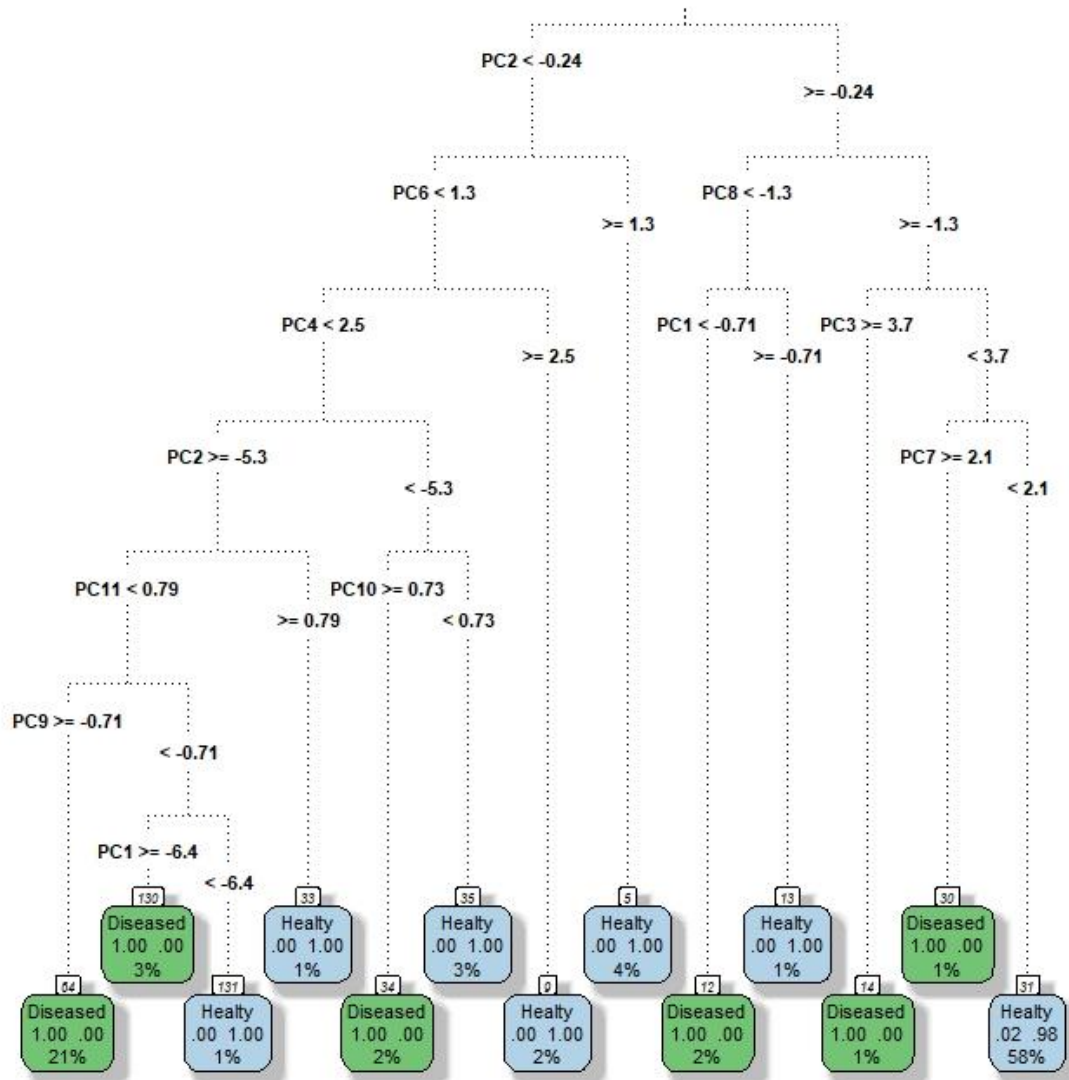 PC2 < -0.24
>= -0.24
PC6 < 1.3
>= 1.3
PC8 < -1.3
>= -1.3
PC4 < 2.5
>= 2.5
PC1 < -0.71
>= -0.71
PC3 >= 3.7
< 3.7
PC2 >= -5.3
< -5.3
PC7 >= 2.1
< 2.1
PC11 < 0.79
>= 0.79
PC10 >= 0.73
< 0.73
PC9 >= -0.71
< -0.71
PC1 >= -6.4
< -6.4
130
Diseased
1.00 .00
3%
33
Healty
.00 1.00
1%
35
Healty
.00 1.00
3%
5
Healty
.00 1.00
4%
13
Healty
.00 1.00
1%
30
Diseased
1.00 .00
1%
64
Diseased
1.00 .00
21%
131
Healty
.00 1.00
1%
34
Diseased
1.00 .00
2%
9
Healty
.00 1.00
2%
12
Diseased
1.00 .00
2%
14
Diseased
1.00 .00
1%
31
Healty
.02 .98
58%